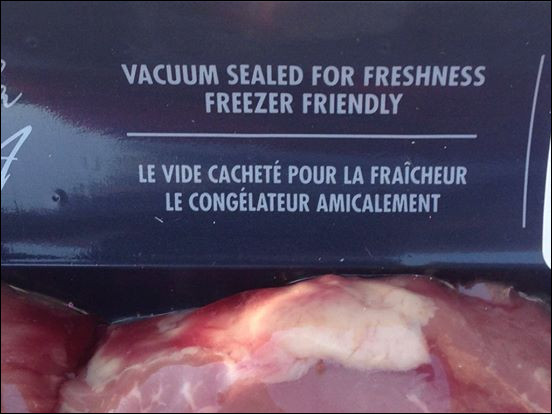 VACUUM SEALED FOR FRESHNESS
FREEZER FRIENDLY
LE VIDE CACHETÉ POUR LA FRAÎCHEUR
LE CONGÉLATEUR AMICALEMENT